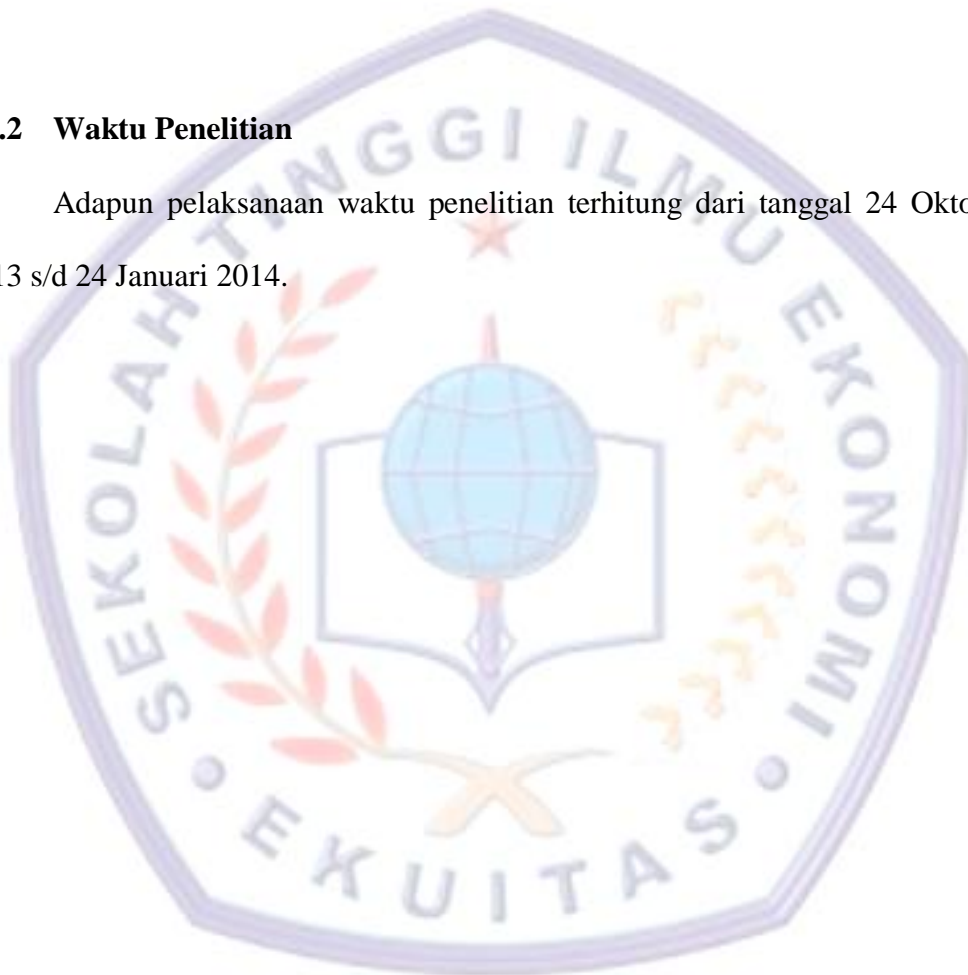 .2 Waktu Penelitian
Adapun pelaksanaan waktu penelitian terhitung dari tanggal 24 Okto
13 s/d 24 Januari 2014.
SEKOLAH TINGGI ILMU EKONOMI
• EKUITAS •